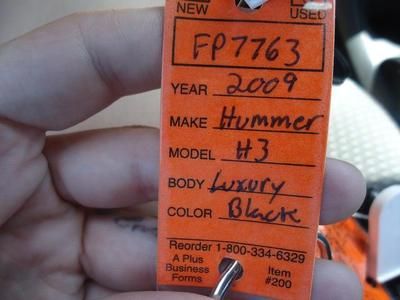 NEW USED
FP7763
YEAR 2009
MAKE Hummer
MODEL H3
BODY Luxury
COLOR Black
Reorder 1-800-334-6329
A Plus
Business
Forms
Item
#200